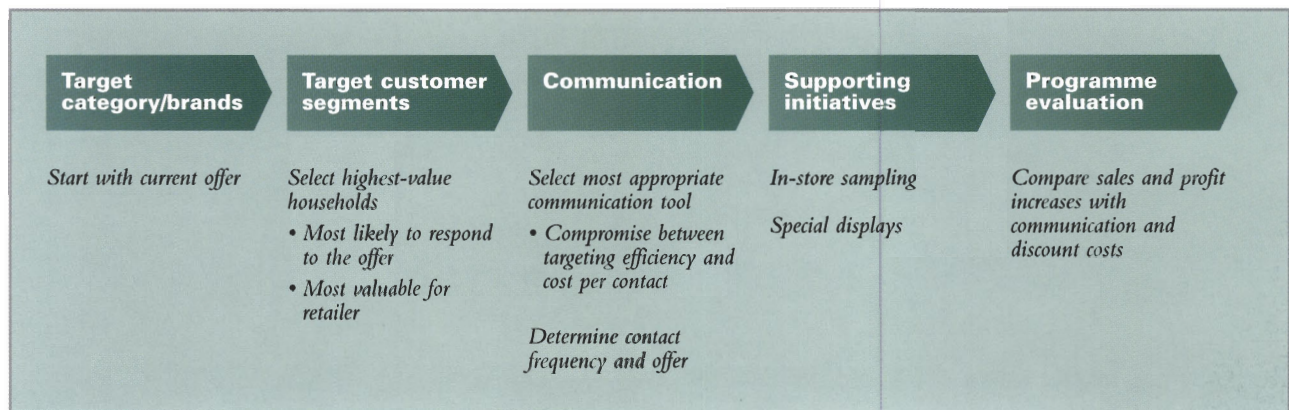 Target
category/brands
Start with current offer
Target customer
segments
Select highest-value
households
• Most likely to respond
to the offer
• Most valuable for
retailer
Communication
Select most appropriate
communication tool
• Compromise between
targeting efficiency and
cost per contact
Determine contact
frequency and offer
Supporting
initiatives
In-store sampling
Special displays
Programme
evaluation
Compare sales and profit
increases with
communication and
discount costs